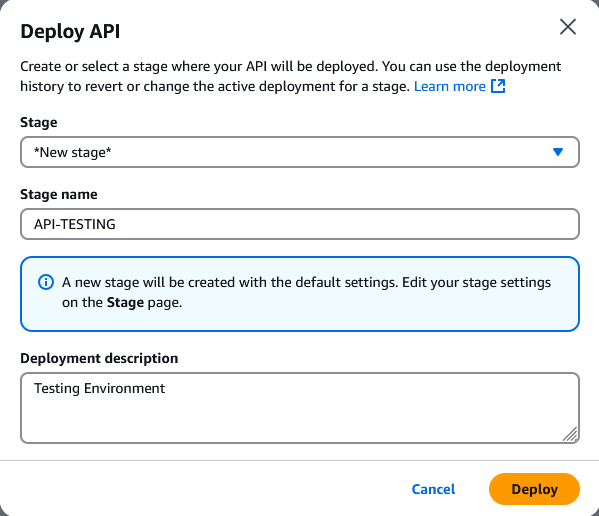 Deploy API
Create or select a stage where your API will be deployed. You can use the deployment
history to revert or change the active deployment for a stage. Learn more
Stage
*New stage*
Stage name
API-TESTING
A new stage will be created with the default settings. Edit your stage settings
on the Stage page.
Deployment description
Testing Environment
Cancel
Deploy